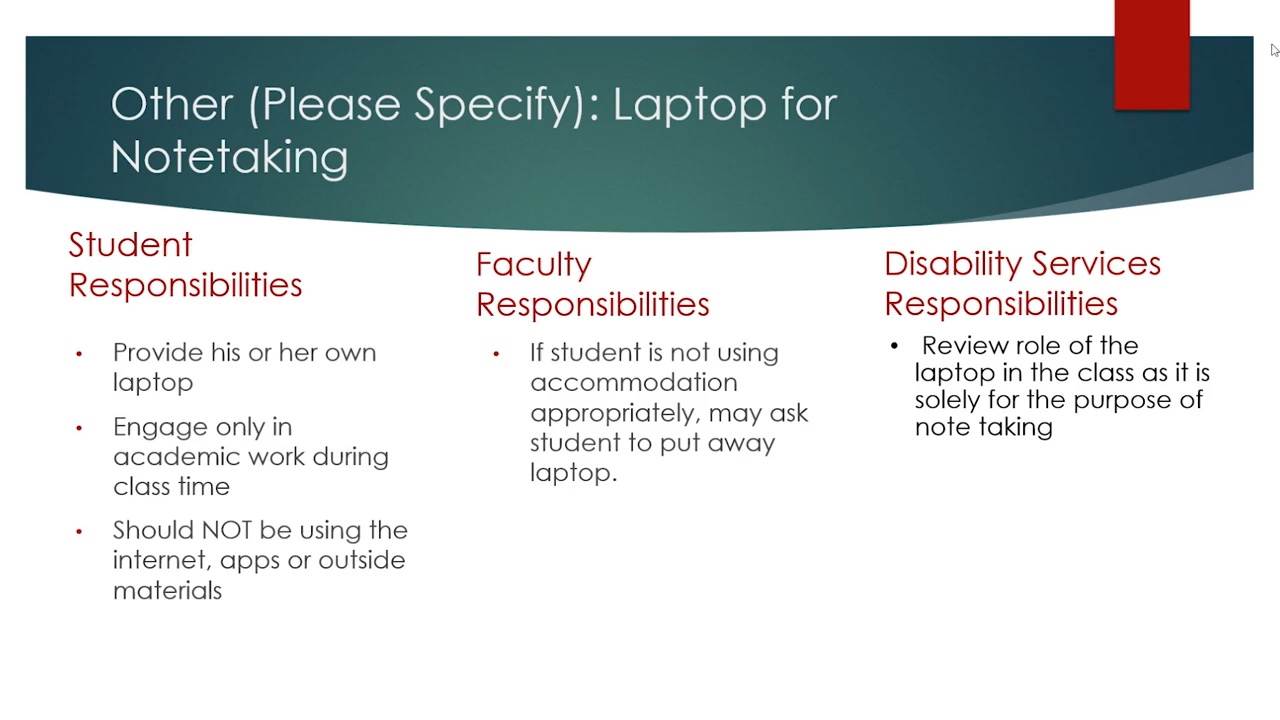 Other (Please Specify): Laptop for
Notetaking
Student
Responsibilities
• Provide his or her own
laptop
• Engage only in
academic work during
class time
• Should NOT be using the
internet, apps or outside
materials
Faculty
Responsibilities
• If student is not using
accommodation
appropriately, may ask
student to put away
laptop.
Disability Services
Responsibilities
• Review role of the
laptop in the class as it is
solely for the purpose of
note taking